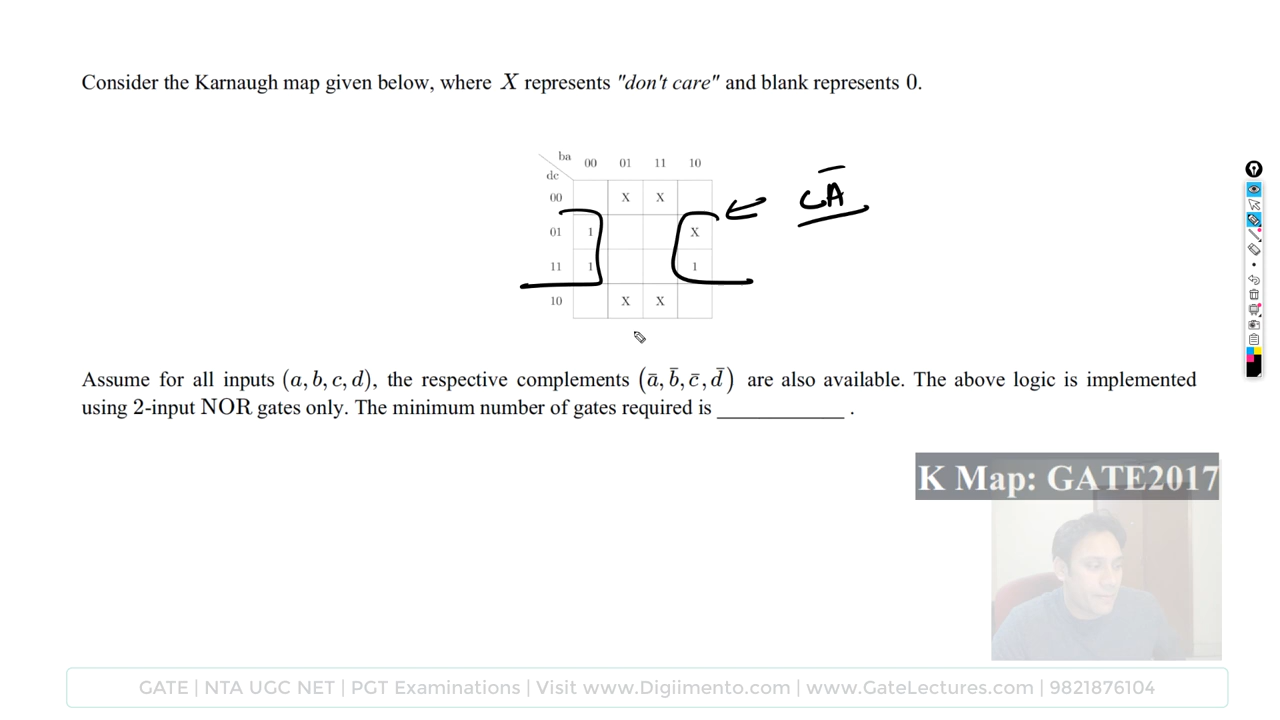 Consider the Karnaugh map given below, where X represents "don't care" and blank represents 0.
ba
00 01 11 10
dc
00 X X
01 1 X
11 1 1
10 X X
CA̅
Assume for all inputs (a, b, c, d), the respective complements (a̅, b̅, c̅, d̅) are also available. The above logic is implemented
using 2-input NOR gates only. The minimum number of gates required is ____________ .
K Map: GATE2017
GATE | NTA UGC NET | PGT Examinations | Visit www.Digiimento.com | www.GateLectures.com | 9821876104